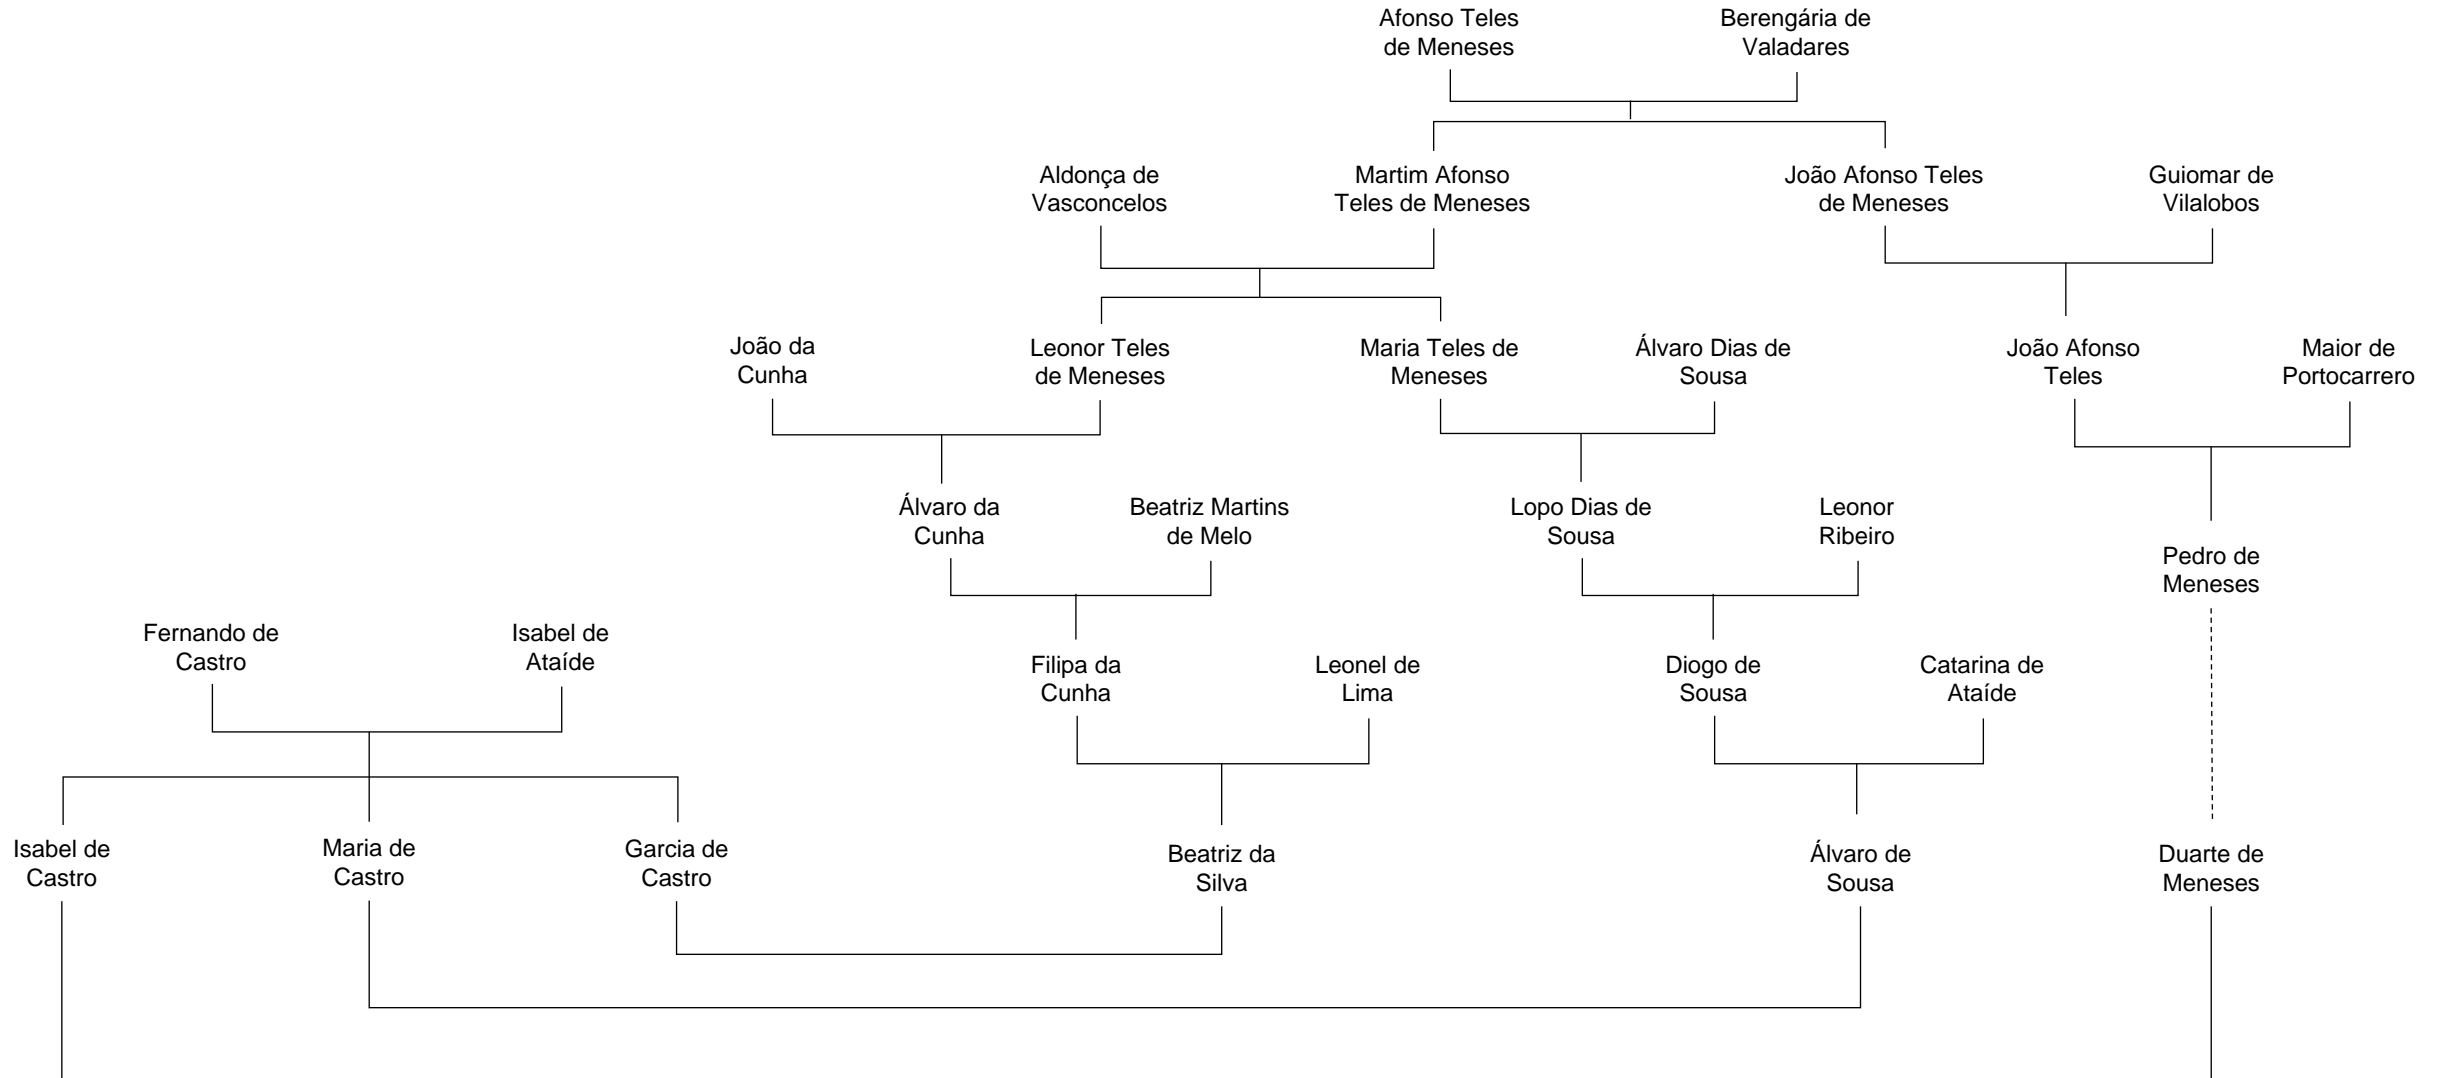 Afonso Teles
de Meneses
Berengária de
Valadares
Aldonça de
Vasconcelos
Martim Afonso
Teles de Meneses
João Afonso Teles
de Meneses
Guiomar de
Vilalobos
João da
Cunha
Leonor Teles
de Meneses
Maria Teles de
Meneses
Álvaro Dias de
Sousa
João Afonso
Teles
Maior de
Portocarrero
Álvaro da
Cunha
Beatriz Martins
de Melo
Lopo Dias de
Sousa
Leonor
Ribeiro
Pedro de
Meneses
Fernando de
Castro
Isabel de
Ataíde
Filipa da
Cunha
Leonel de
Lima
Diogo de
Sousa
Catarina de
Ataíde
Isabel de
Castro
Maria de
Castro
Garcia de
Castro
Beatriz da
Silva
Álvaro de
Sousa
Duarte de
Meneses